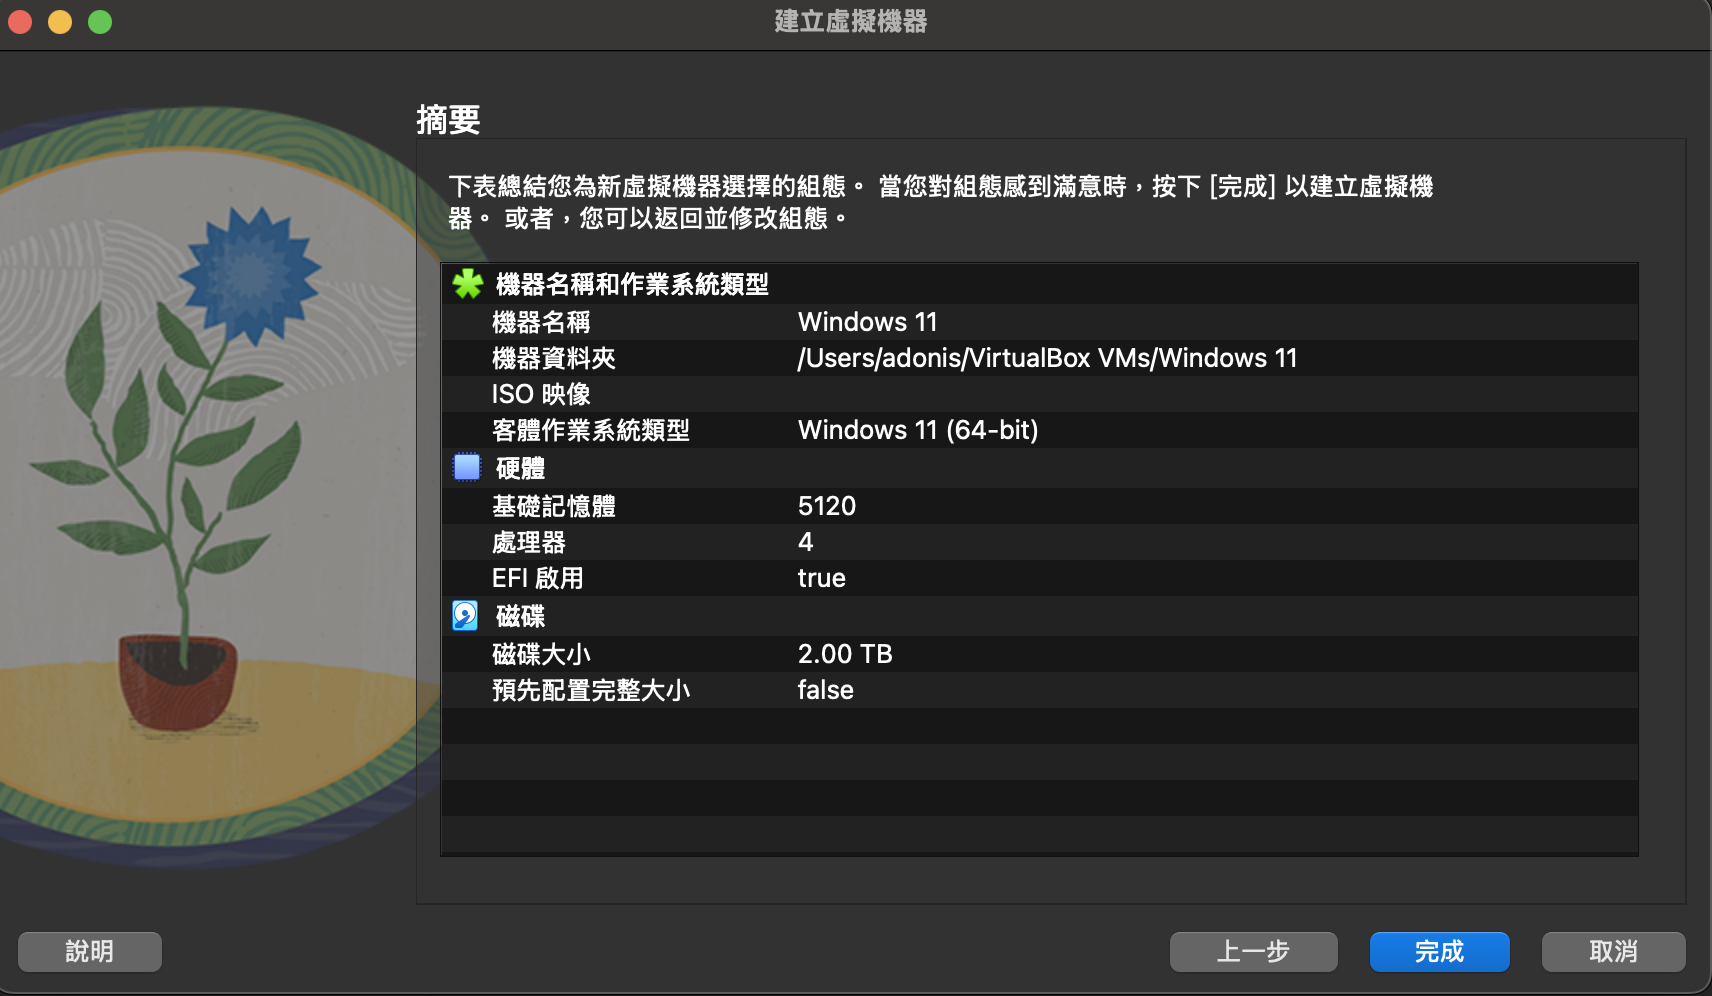 建立虛擬機器
摘要
下表總結您為新虛擬機器選擇的組態。 當您對組態感到滿意時，按下 [完成] 以建立虛擬機
器。 或者，您可以返回並修改組態。
機器名稱和作業系統類型
機器名稱 Windows 11
機器資料夾 /Users/adonis/VirtualBox VMs/Windows 11
ISO 映像
客體作業系統類型 Windows 11 (64-bit)
硬體
基礎記憶體 5120
處理器 4
EFI 啟用 true
磁碟
磁碟大小 2.00 TB
預先配置完整大小 false
說明 上一步 完成 取消